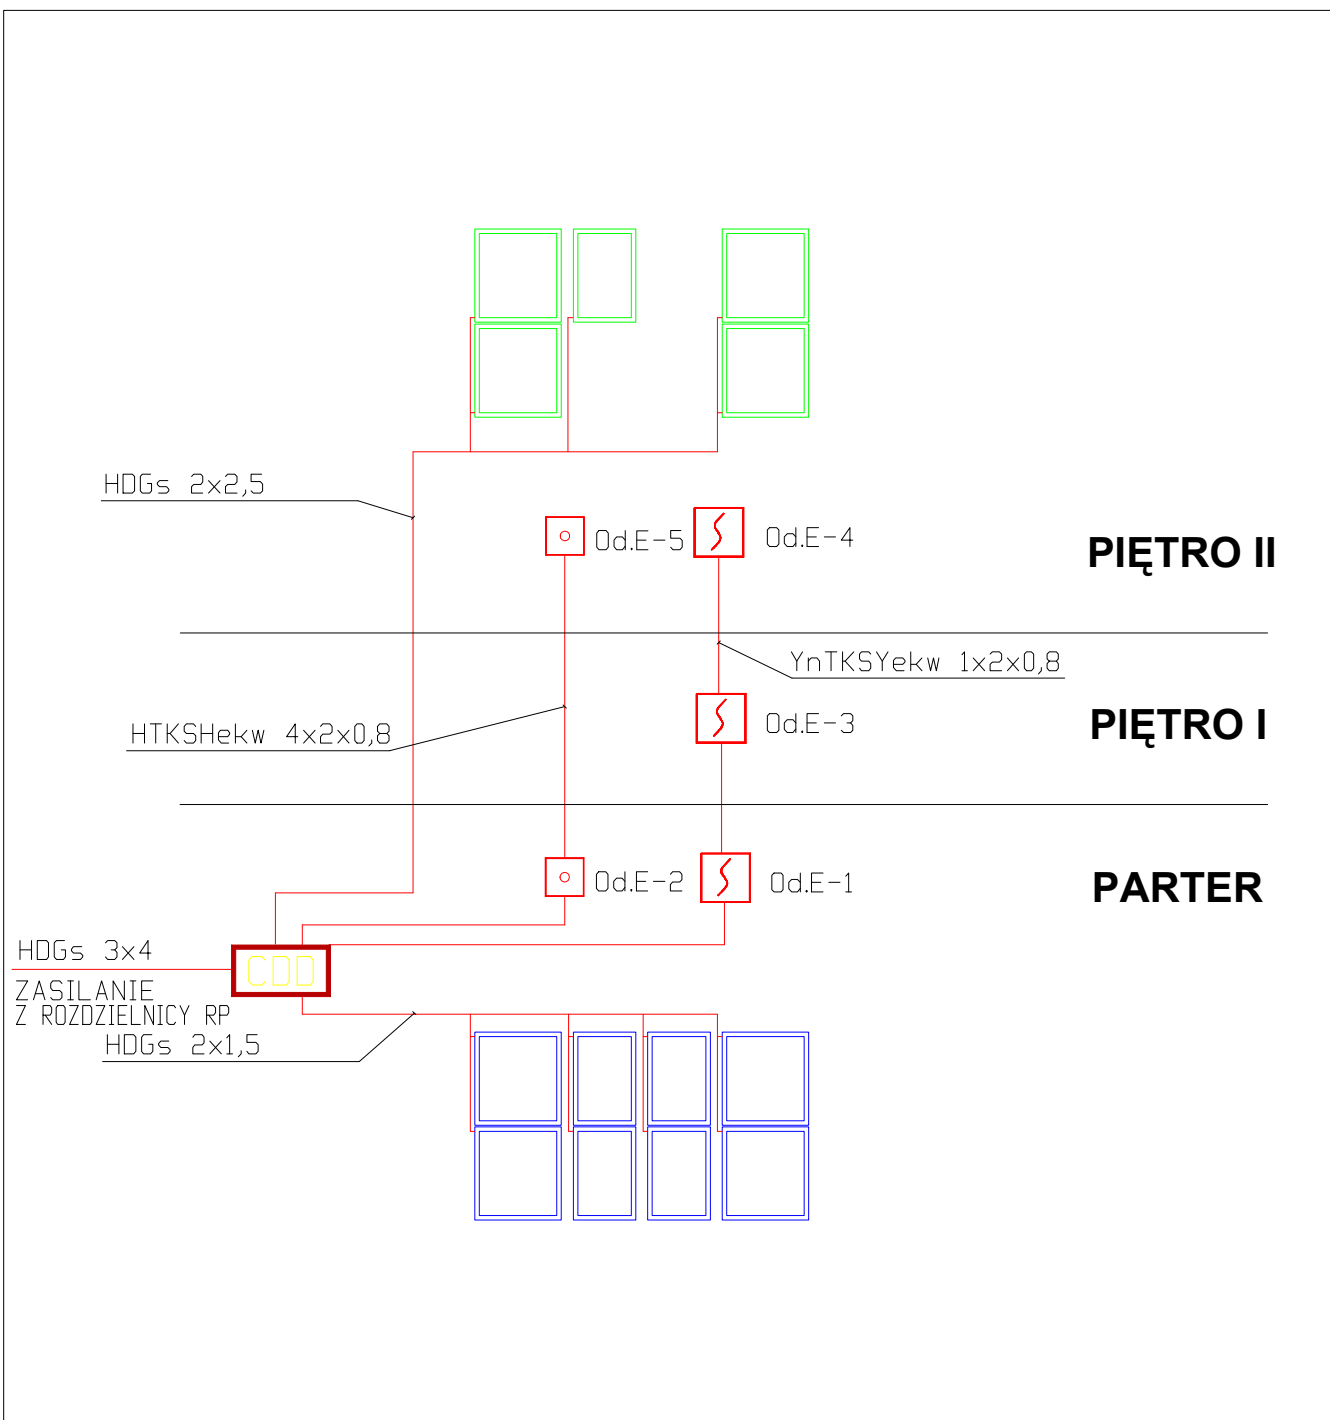 HDGs 2x2,5
Od.E-5
Od.E-4
PIĘTRO II
YnTKSYekw 1x2x0,8
HTKSHekw 4x2x0,8
Od.E-3
PIĘTRO I
Od.E-2
Od.E-1
PARTER
HDGs 3x4
CDD
ZASILANIE
Z ROZDZIELNICY RP
HDGs 2x1,5